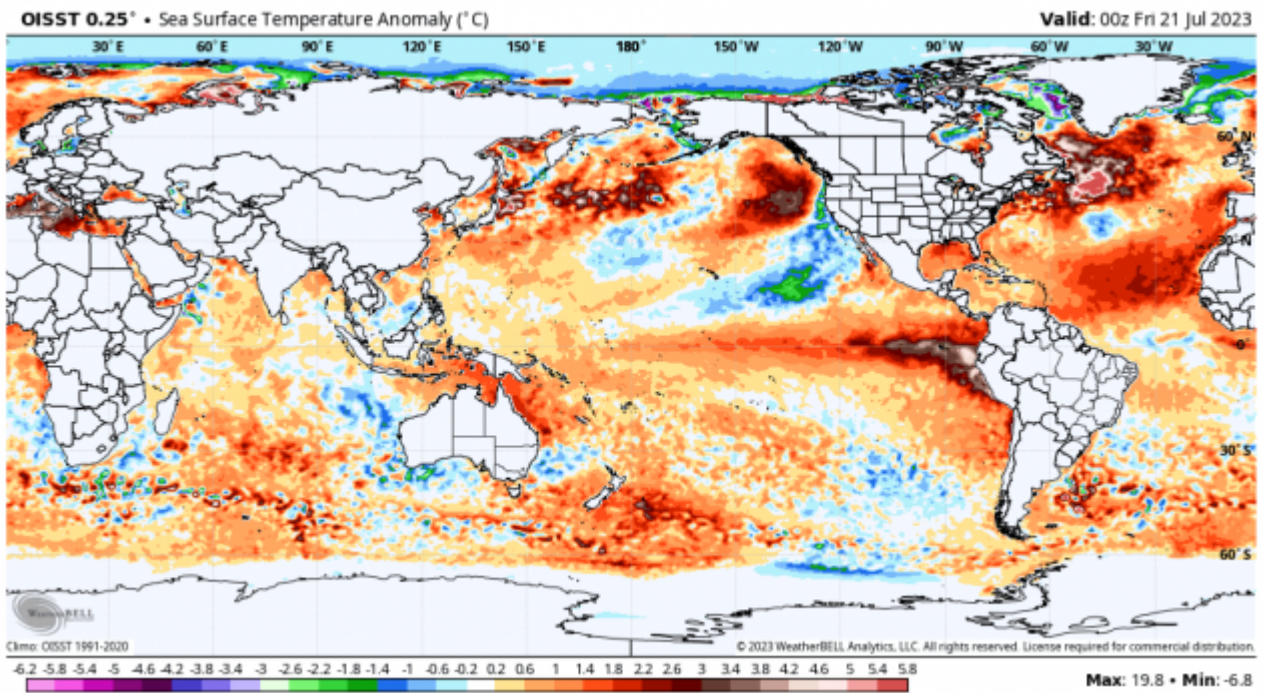 OISST 0.25° • Sea Surface Temperature Anomaly (°C)
Valid: 00z Fri 21 Jul 2023
30°E 60°E 90°E 120°E 150°E 180° 150°W 120°W 90°W 60°W 30°W
60°N
30°N
0°
30°S
60°S
WeatherBELL
Climo: OISST 1991-2020
© 2023 WeatherBELL Analytics, LLC. All rights reserved. License required for commercial distribution.
-6.2 -5.8 -5.4 -5 -4.6 -4.2 -3.8 -3.4 -3 -2.6 -2.2 -1.8 -1.4 -1 -0.6 -0.2 0.2 0.6 1 1.4 1.8 2.2 2.6 3 3.4 3.8 4.2 4.6 5 5.4 5.8
Max: 19.8 • Min: -6.8